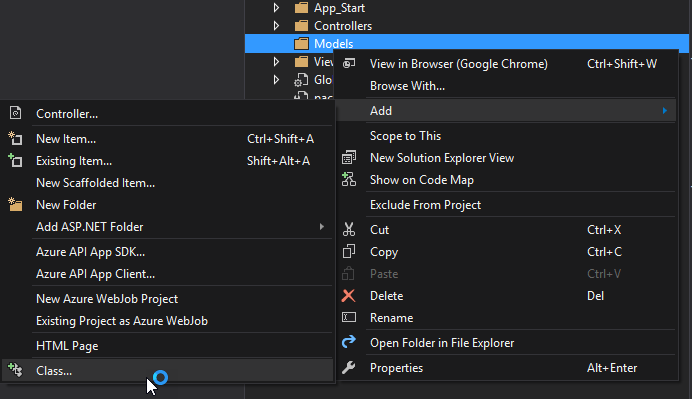 App_Start
Controllers
Models
View in Browser (Google Chrome) Ctrl+Shift+W
Browse With...
Add
Scope to This
New Solution Explorer View
Show on Code Map
Exclude From Project
Cut Ctrl+X
Copy Ctrl+C
Paste Ctrl+V
Delete Del
Rename
Open Folder in File Explorer
Properties Alt+Enter
Controller...
New Item... Ctrl+Shift+A
Existing Item... Shift+Alt+A
New Scaffolded Item...
New Folder
Add ASP.NET Folder
Azure API App SDK...
Azure API App Client...
New Azure WebJob Project
Existing Project as Azure WebJob
HTML Page
Class...